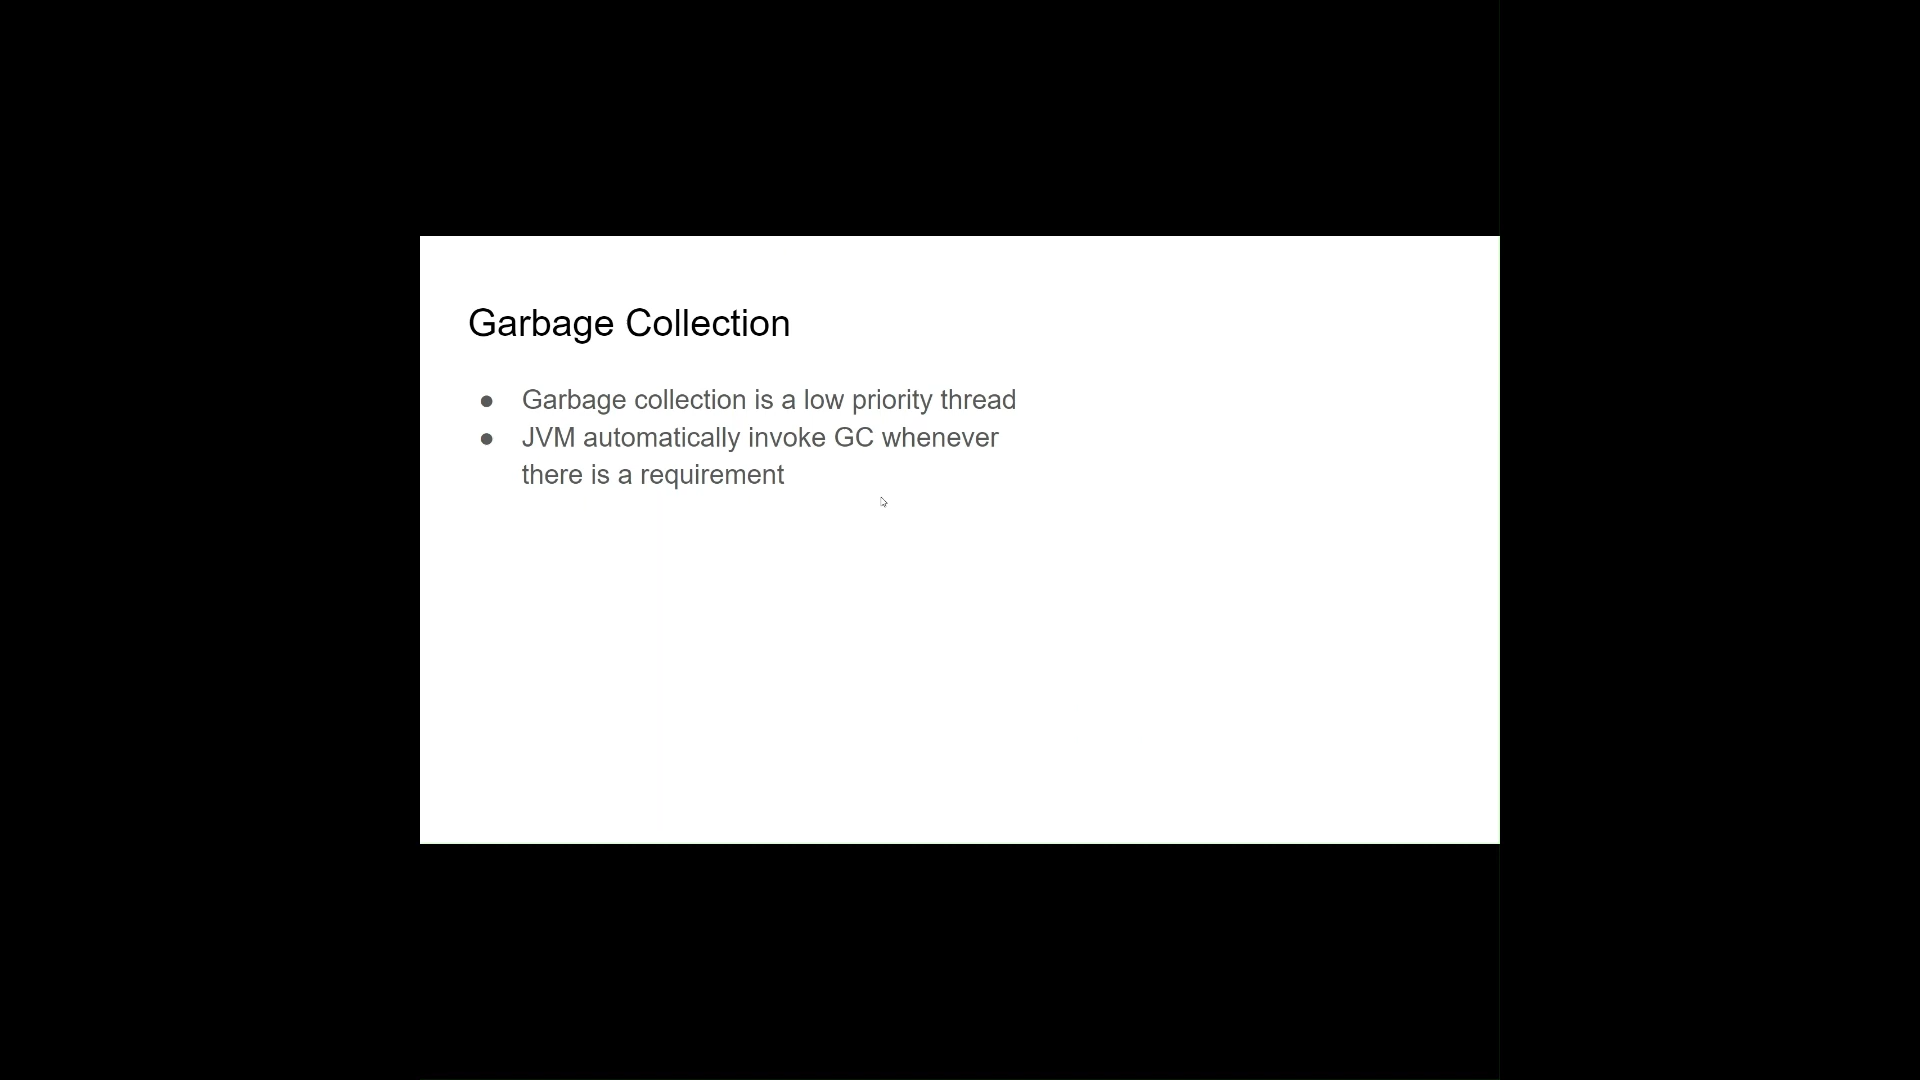 Garbage Collection
● Garbage collection is a low priority thread
● JVM automatically invoke GC whenever
there is a requirement